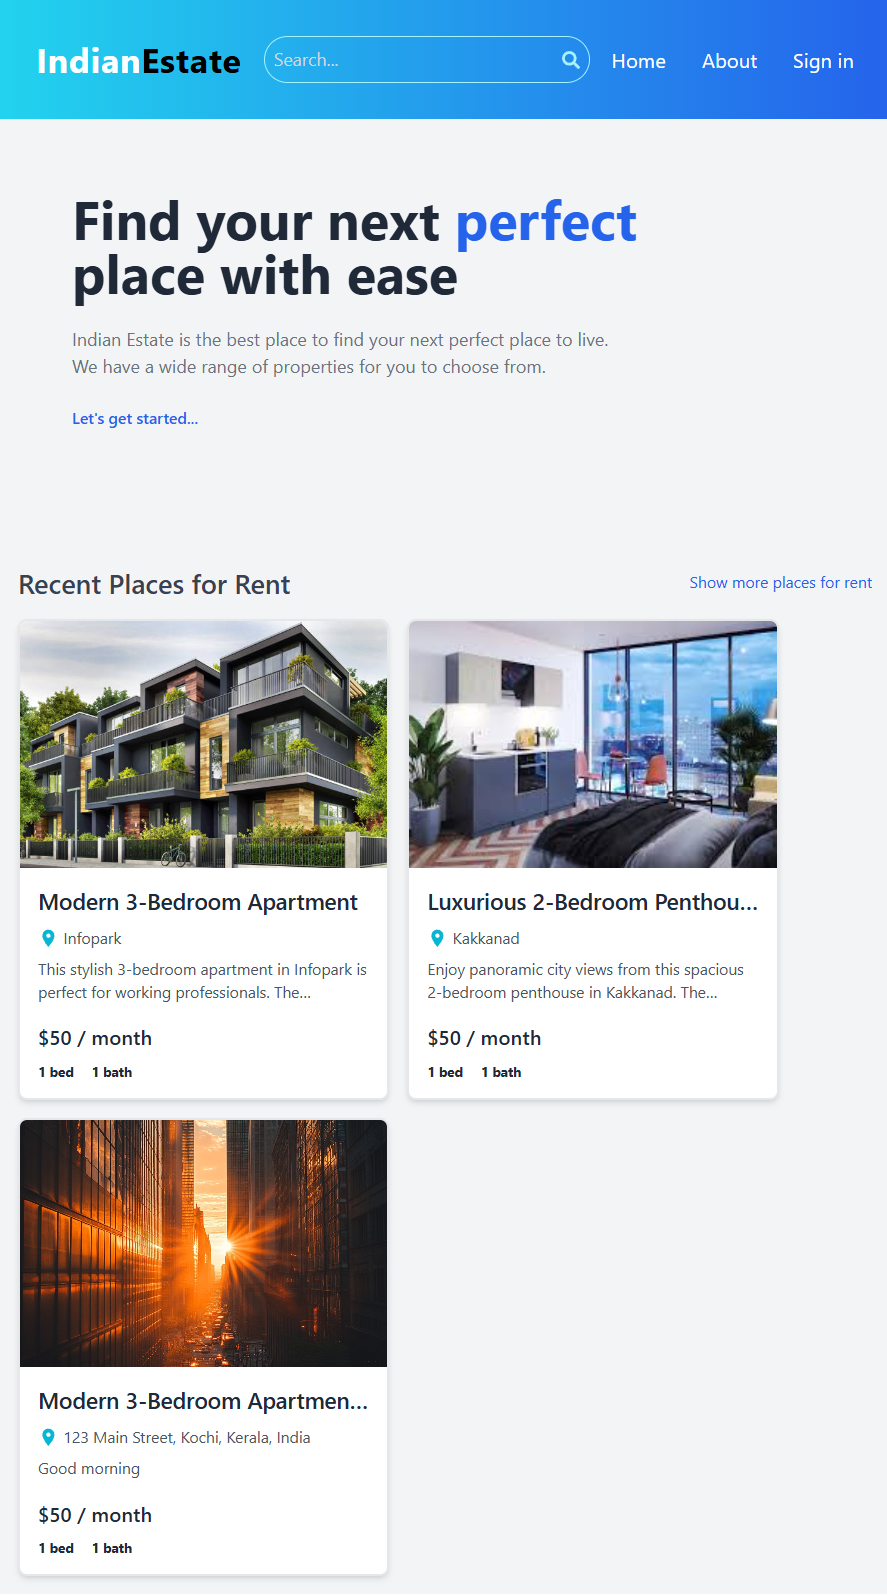 IndianEstate
Search...
Home
About
Sign in
Find your next perfect
place with ease
Indian Estate is the best place to find your next perfect place to live.
We have a wide range of properties for you to choose from.
Let's get started...
Recent Places for Rent
Show more places for rent
Modern 3-Bedroom Apartment
Infopark
This stylish 3-bedroom apartment in Infopark is
perfect for working professionals. The...
$50 / month
1 bed 1 bath
Luxurious 2-Bedroom Penthou...
Kakkanad
Enjoy panoramic city views from this spacious
2-bedroom penthouse in Kakkanad. The...
$50 / month
1 bed 1 bath
Modern 3-Bedroom Apartmen...
123 Main Street, Kochi, Kerala, India
Good morning
$50 / month
1 bed 1 bath